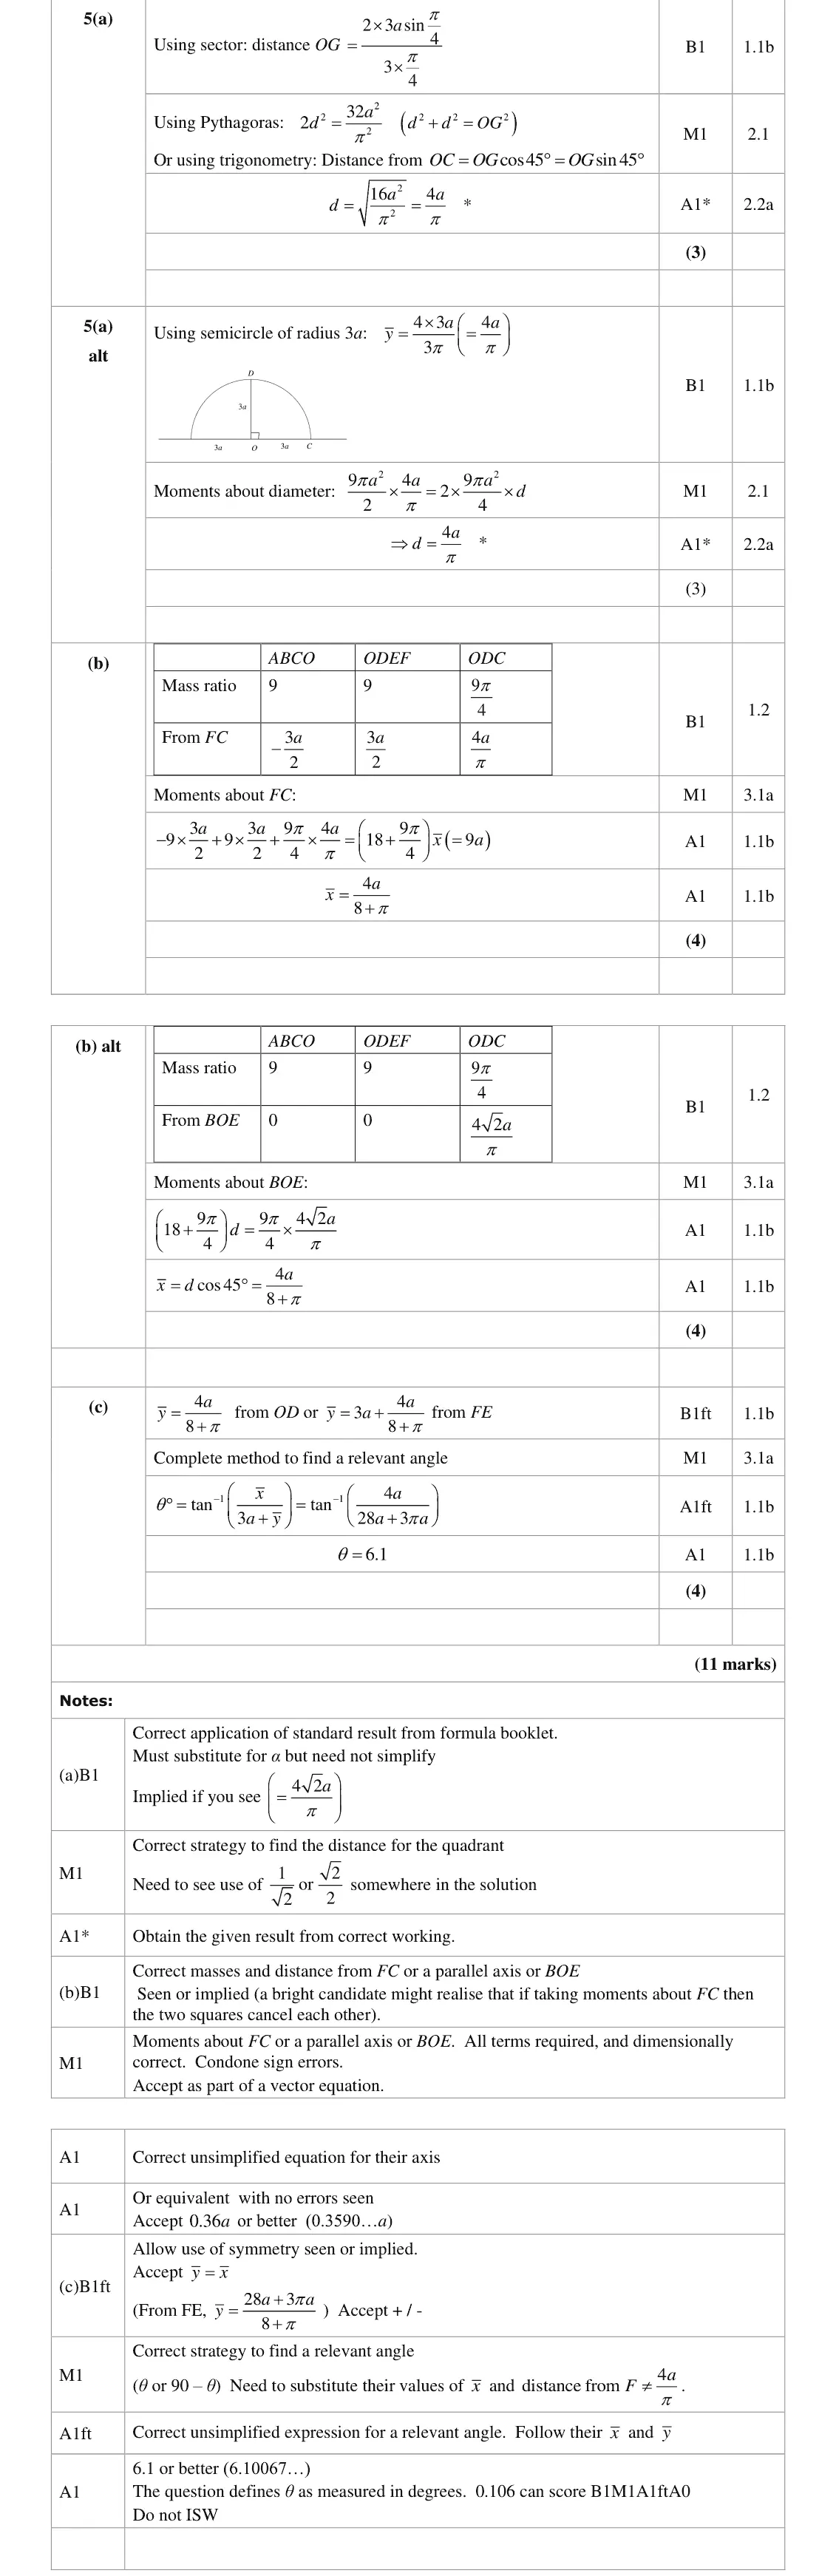 5(a)
Using sector: distance OG = (2 × 3a sin π/4) / (3 × π/4)
B1 1.1b
Using Pythagoras: 2d² = 32a²/π² (d² + d² = OG²)
Or using trigonometry: Distance from OC = OG cos 45° = OG sin 45°
M1 2.1
d = √(16a²/π²) = 4a/π *
A1* 2.2a
(3)
5(a)
alt
Using semicircle of radius 3a: y̅ = (4 × 3a)/(3π) (= 4a/π)
D
3a
3a O 3a C
B1 1.1b
Moments about diameter: 9πa²/2 × 4a/π = 2 × 9πa²/4 × d
M1 2.1
⇒ d = 4a/π *
A1* 2.2a
(3)
(b)
ABCO ODEF ODC
Mass ratio 9 9 9π/4
From FC −3a/2 3a/2 4a/π
B1 1.2
Moments about FC:
M1 3.1a
−9 × 3a/2 + 9 × 3a/2 + 9π/4 × 4a/π = (18 + 9π/4) x̅ (= 9a)
A1 1.1b
x̅ = 4a/(8 + π)
A1 1.1b
(4)
(b) alt
ABCO ODEF ODC
Mass ratio 9 9 9π/4
From BOE 0 0 4√2a/π
B1 1.2
Moments about BOE:
M1 3.1a
(18 + 9π/4) d = 9π/4 × 4√2a/π
A1 1.1b
x̅ = d cos 45° = 4a/(8 + π)
A1 1.1b
(4)
(c)
y̅ = 4a/(8 + π) from OD or y̅ = 3a + 4a/(8 + π) from FE
B1ft 1.1b
Complete method to find a relevant angle
M1 3.1a
θ° = tan⁻¹(x̅/(3a + y̅)) = tan⁻¹(4a/(28a + 3πa))
A1ft 1.1b
θ = 6.1
A1 1.1b
(4)
(11 marks)
Notes:
(a)B1
Correct application of standard result from formula booklet.
Must substitute for α but need not simplify
Implied if you see (= 4√2a/π)
M1
Correct strategy to find the distance for the quadrant
Need to see use of 1/√2 or √2/2 somewhere in the solution
A1* Obtain the given result from correct working.
(b)B1
Correct masses and distance from FC or a parallel axis or BOE
Seen or implied (a bright candidate might realise that if taking moments about FC then
the two squares cancel each other).
M1
Moments about FC or a parallel axis or BOE. All terms required, and dimensionally
correct. Condone sign errors.
Accept as part of a vector equation.
A1 Correct unsimplified equation for their axis
A1
Or equivalent with no errors seen
Accept 0.36a or better (0.3590…a)
(c)B1ft
Allow use of symmetry seen or implied.
Accept y̅ = x̅
(From FE, y̅ = (28a + 3πa)/(8 + π) ) Accept + / -
M1
Correct strategy to find a relevant angle
(θ or 90 – θ) Need to substitute their values of x̅ and distance from F ≠ 4a/π .
A1ft Correct unsimplified expression for a relevant angle. Follow their x̅ and y̅
A1
6.1 or better (6.10067…)
The question defines θ as measured in degrees. 0.106 can score B1M1A1ftA0
Do not ISW